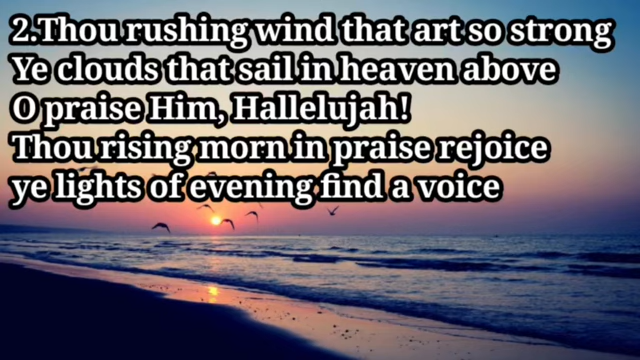 2.Thou rushing wind that art so strong
Ye clouds that sail in heaven above
O praise Him, Hallelujah!
Thou rising morn in praise rejoice
ye lights of evening find a voice